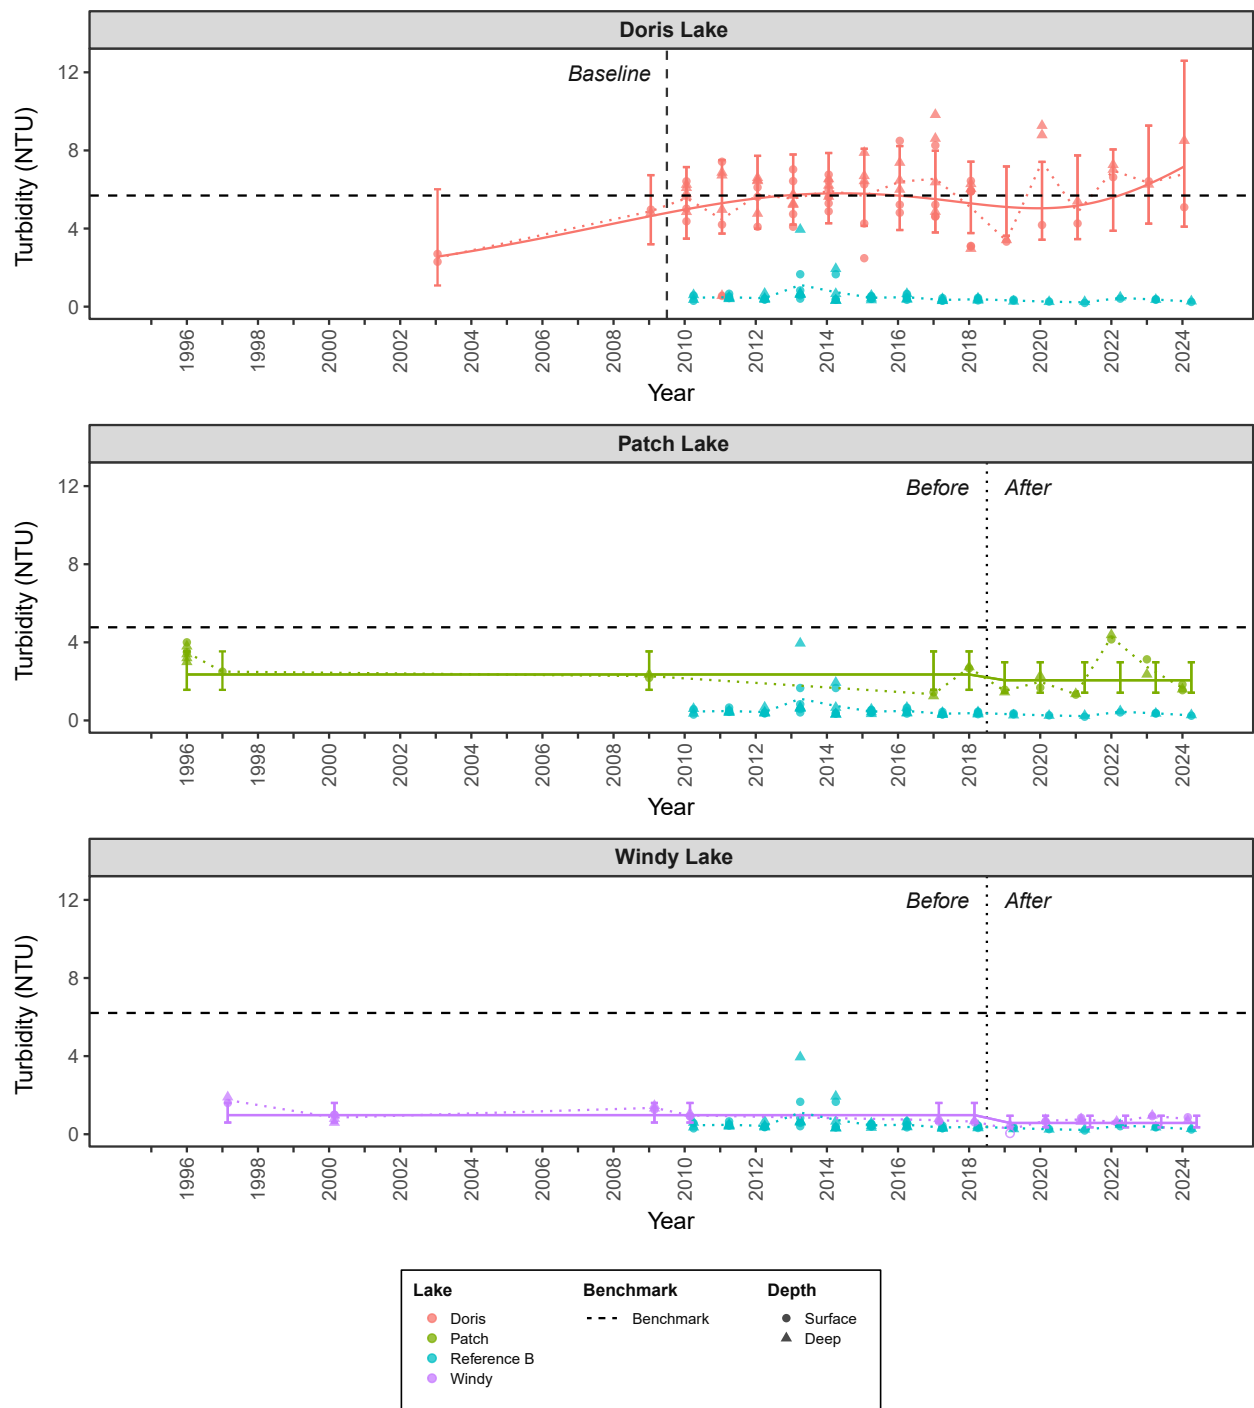 Doris Lake
Baseline
12
8
4
0
Turbidity (NTU)
1996 1998 2000 2002 2004 2006 2008 2010 2012 2014 2016 2018 2020 2022 2024
Year
Patch Lake
Before After
12
8
4
0
Turbidity (NTU)
1996 1998 2000 2002 2004 2006 2008 2010 2012 2014 2016 2018 2020 2022 2024
Year
Windy Lake
Before After
12
8
4
0
Turbidity (NTU)
1996 1998 2000 2002 2004 2006 2008 2010 2012 2014 2016 2018 2020 2022 2024
Year
Lake Benchmark Depth
Doris Benchmark Surface
Patch Deep
Reference B
Windy